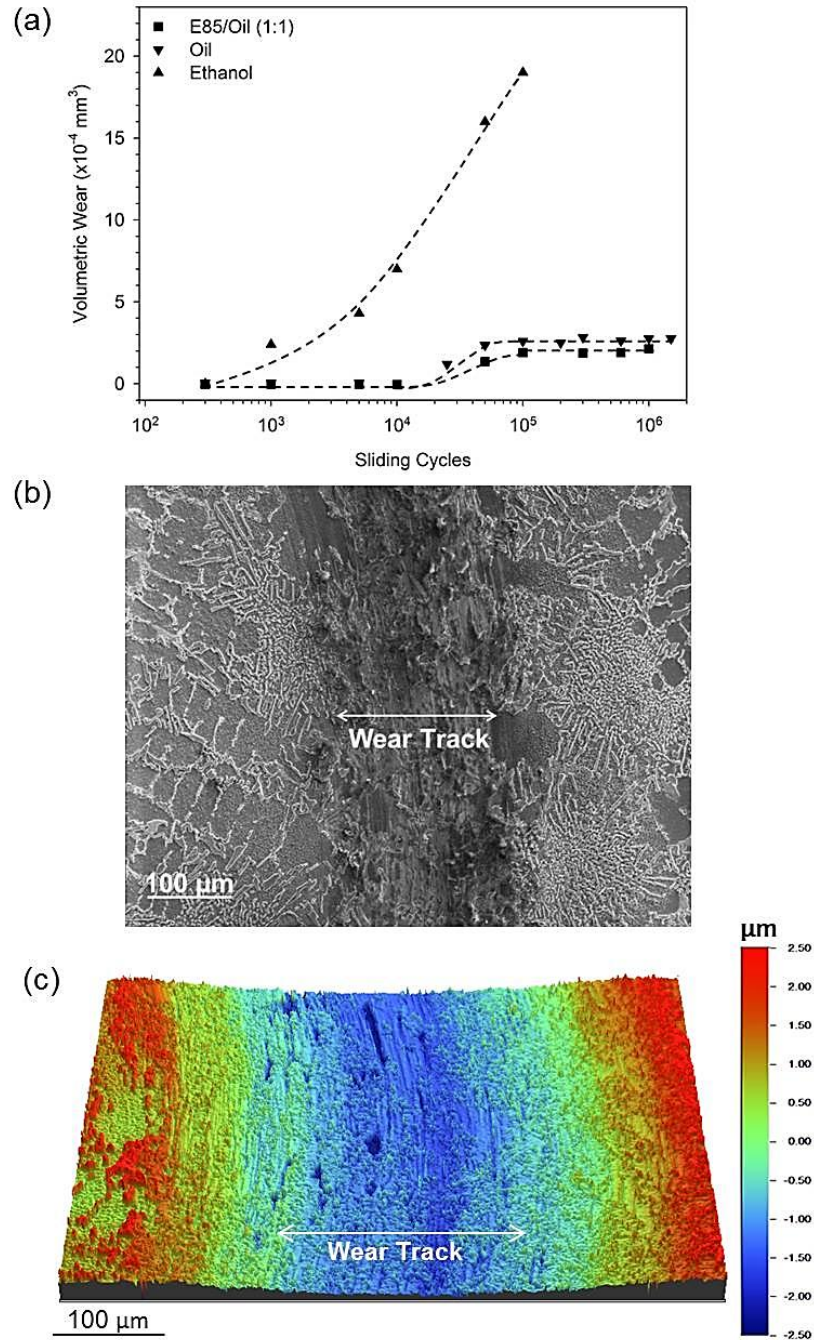 (a)
E85/Oil (1:1)
Oil
Ethanol
Volumetric Wear (x10⁻⁴ mm³)
20
15
10
5
0
10² 10³ 10⁴ 10⁵ 10⁶
Sliding Cycles
(b)
Wear Track
100 µm
(c)
µm
2.50
2.00
1.50
1.00
0.50
0.00
-0.50
-1.00
-1.50
-2.00
-2.50
Wear Track
100 µm